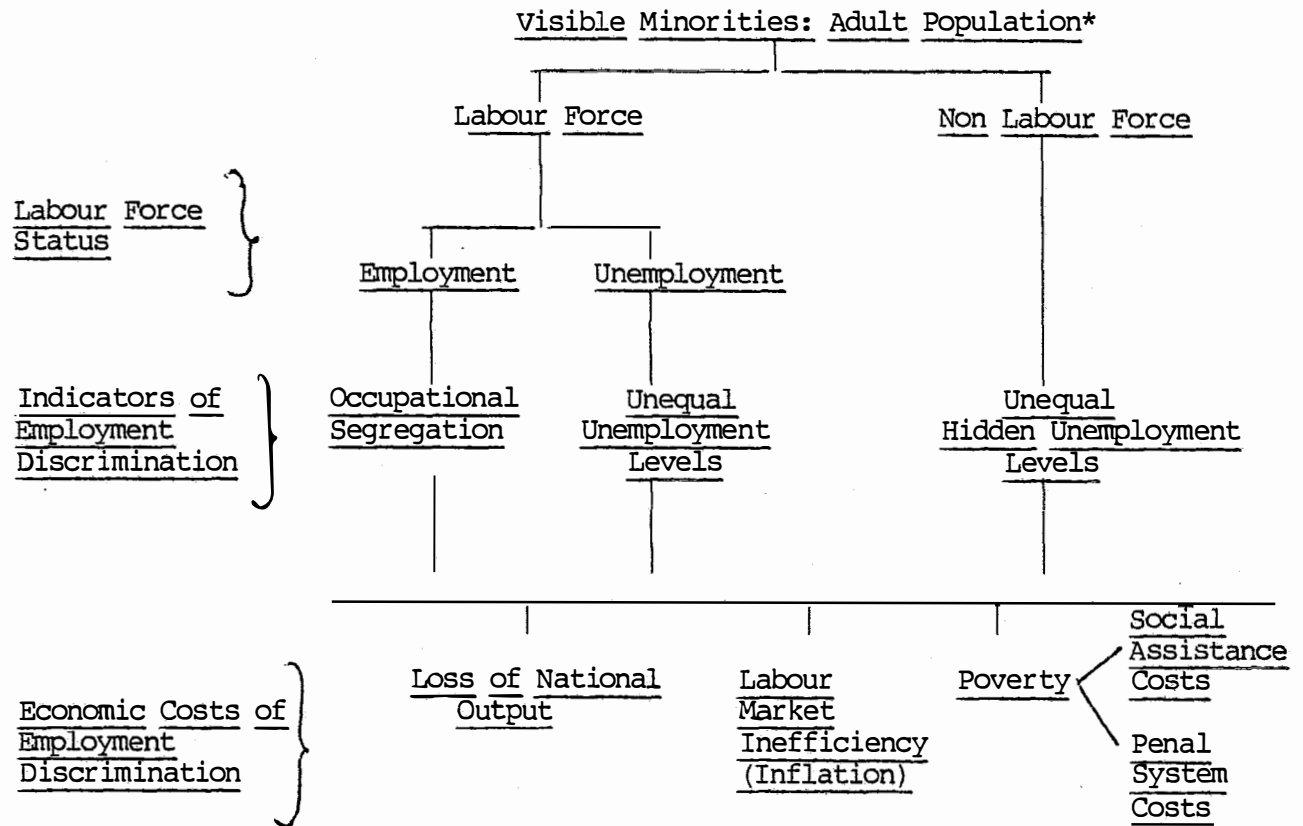 Visible Minorities: Adult Population*
Labour Force
Non Labour Force
Labour Force
Status
Employment
Unemployment
Indicators of
Employment
Discrimination
Occupational
Segregation
Unequal
Unemployment
Levels
Unequal
Hidden Unemployment
Levels
Economic Costs of
Employment
Discrimination
Loss of National
Output
Labour
Market
Inefficiency
(Inflation)
Poverty
Social
Assistance
Costs
Penal
System
Costs